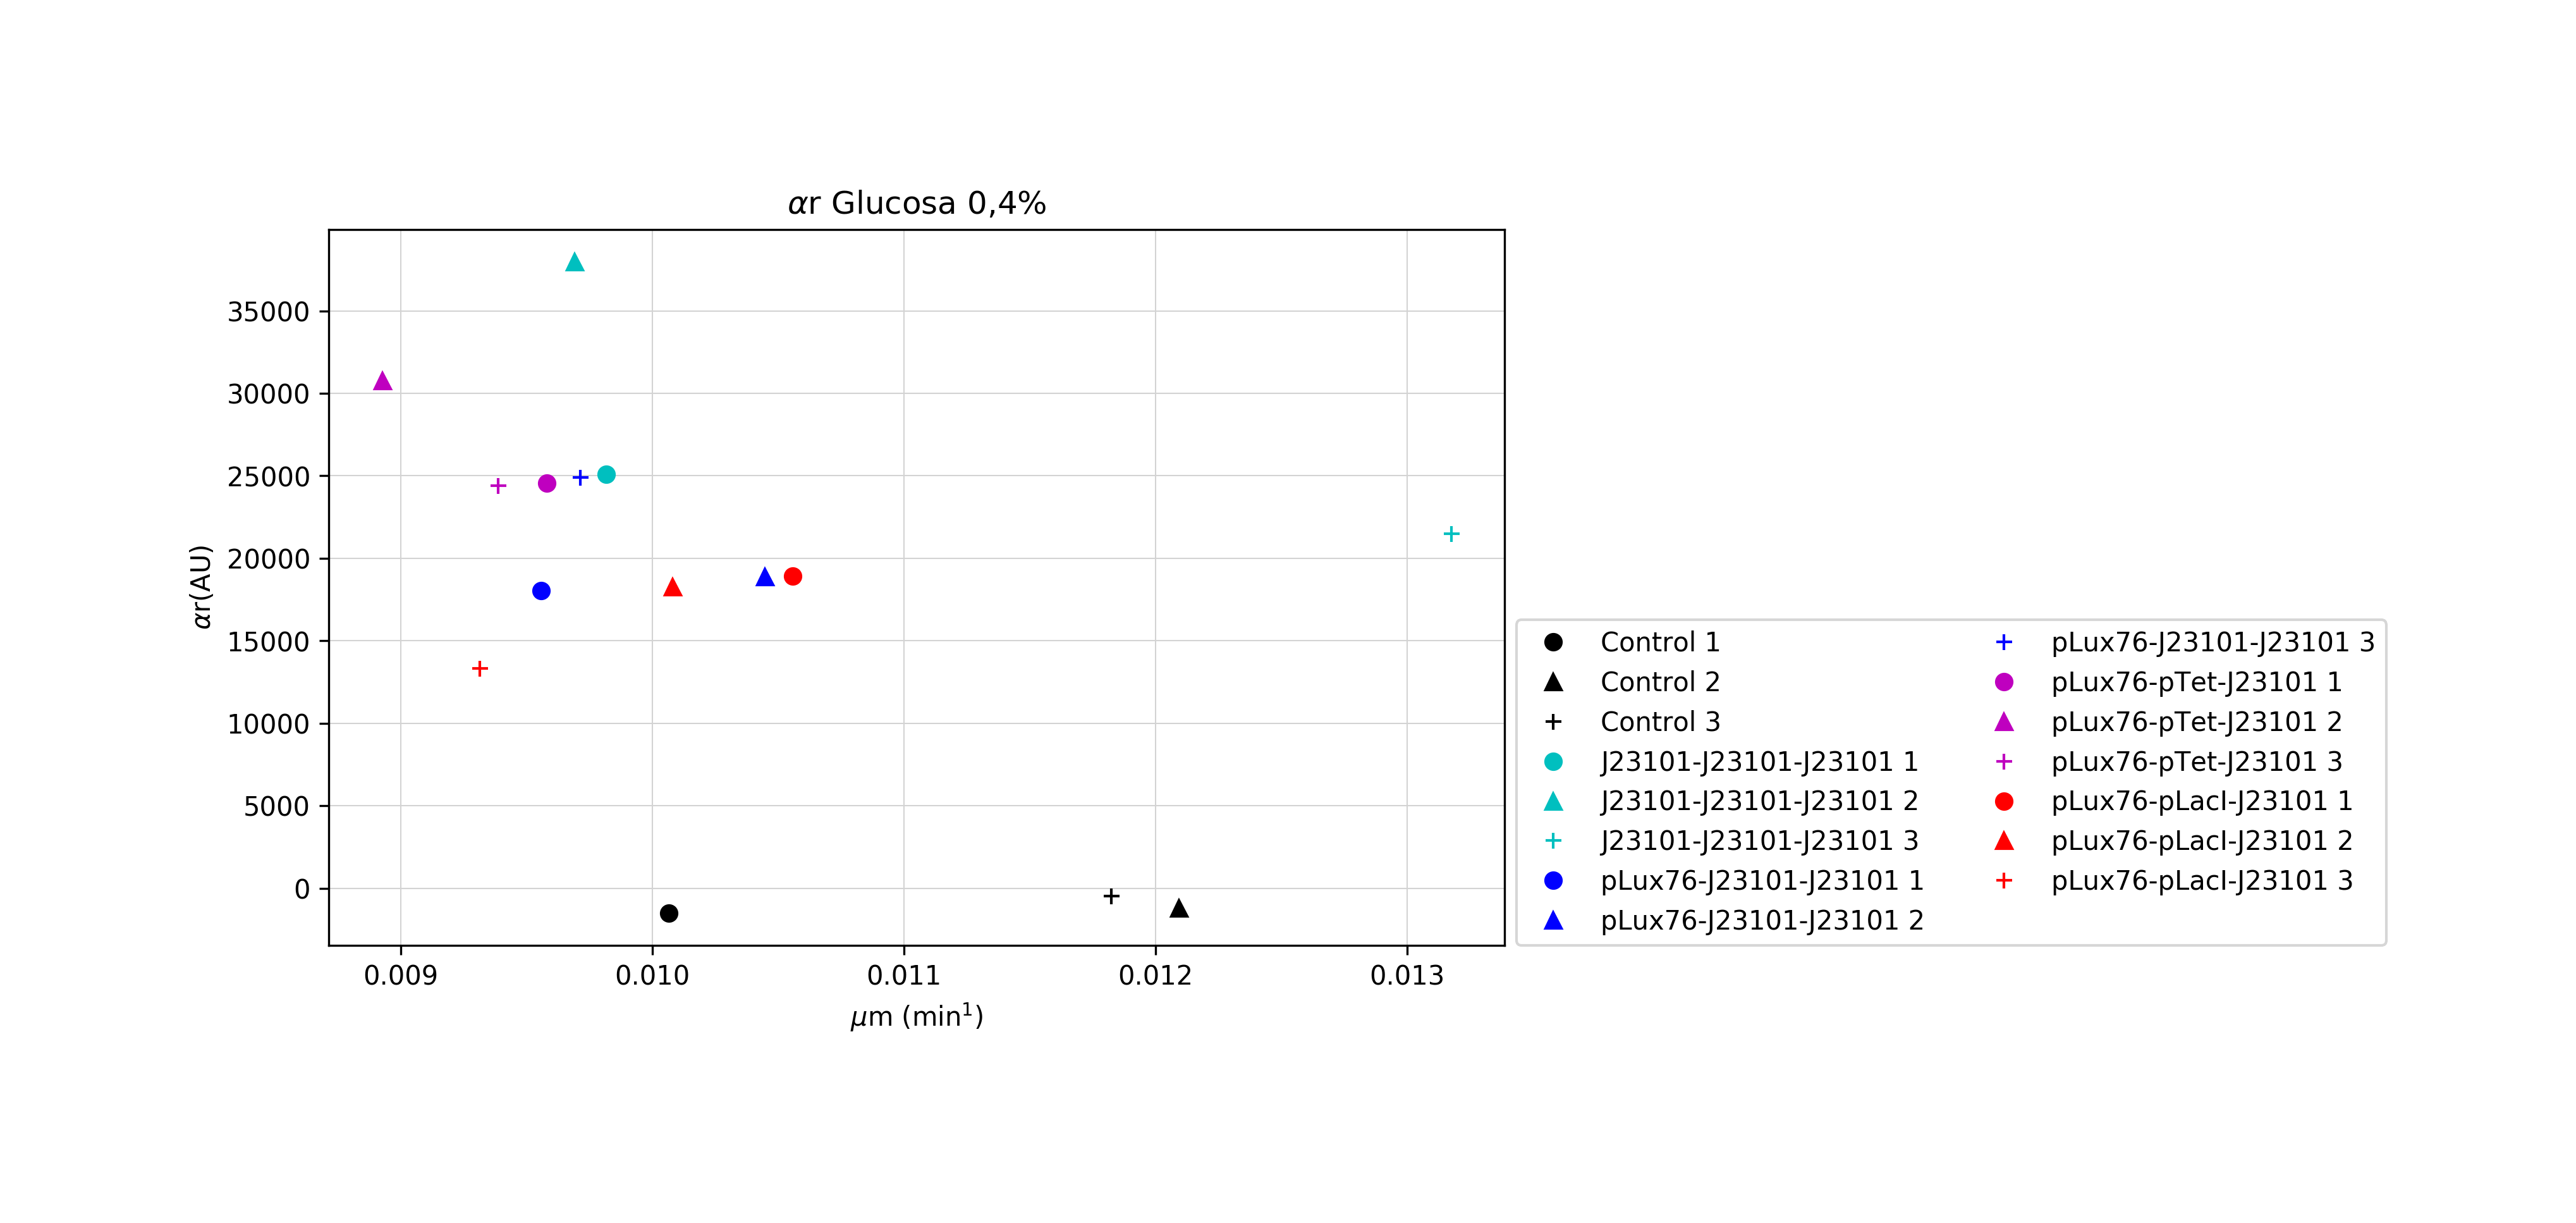 αr Glucosa 0,4%
αr(AU)
35000
30000
25000
20000
15000
10000
5000
0
0.009 0.010 0.011 0.012 0.013
μm (min¹)
Control 1
Control 2
Control 3
J23101-J23101-J23101 1
J23101-J23101-J23101 2
J23101-J23101-J23101 3
pLux76-J23101-J23101 1
pLux76-J23101-J23101 2
pLux76-J23101-J23101 3
pLux76-pTet-J23101 1
pLux76-pTet-J23101 2
pLux76-pTet-J23101 3
pLux76-pLacI-J23101 1
pLux76-pLacI-J23101 2
pLux76-pLacI-J23101 3